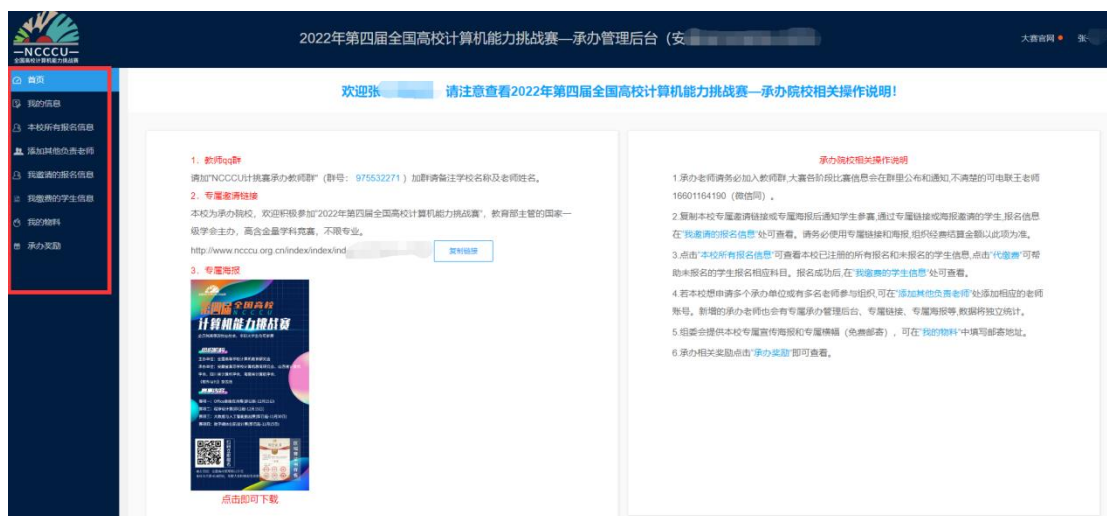 —NCCCU—
全国高校计算机能力挑战赛
2022年第四届全国高校计算机能力挑战赛—承办管理后台（安
大赛官网
张
首页
我的信息
本校所有报名信息
添加其他负责老师
我邀请的报名信息
我缴费的学生信息
我的物料
承办奖励
欢迎张 请注意查看2022年第四届全国高校计算机能力挑战赛—承办院校相关操作说明！
1．教师qq群
请加"NCCCU计挑赛承办教师群"（群号： 975532271 ）加群请备注学校名称及老师姓名。
2．专属邀请链接
本校为承办院校，欢迎积极参加"2022年第四届全国高校计算机能力挑战赛"，教育部主管的国家一
级学会主办，高含金量学科竞赛，不限专业。
http://www.ncccu.org.cn/index/index/ind
复制链接
3．专属海报
第四届全国高校
NCCCU
计算机能力挑战赛
点击即可下载
承办院校相关操作说明
1.承办老师请务必加入教师群,大赛各阶段比赛信息会在群里公布和通知,不清楚的可电联王老师
16601164190（微信同）。
2.复制本校专属邀请链接或专属海报后通知学生参赛,通过专属链接或海报邀请的学生,报名信息
在"我邀请的报名信息"处可查看。请务必使用专属链接和海报,组织经费结算金额以此项为准。
3.点击"本校所有报名信息"可查看本校已注册的所有报名和未报名的学生信息,点击"代缴费"可帮
助未报名的学生报名相应科目。报名成功后,在"我缴费的学生信息"处可查看。
4.若本校想申请多个承办单位或有多名老师参与组织,可在"添加其他负责老师"处添加相应的老师
账号。新增的承办老师也会有专属承办管理后台、专属链接、专属海报等,数据将独立统计。
5.组委会提供本校专属宣传海报和专属横幅（免费邮寄），可在"我的物料"中填写邮寄地址。
6.承办相关奖励点击"承办奖励"即可查看。